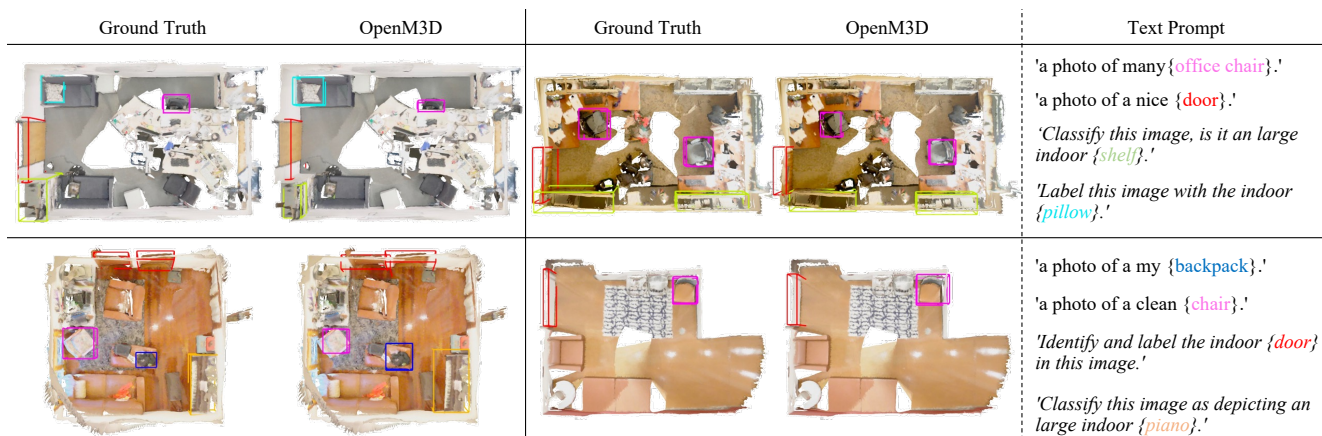 Ground Truth
OpenM3D
Ground Truth
OpenM3D
Text Prompt
'a photo of many{office chair}.'
'a photo of a nice {door}.'
‘Classify this image, is it an large
indoor {shelf}.'
'Label this image with the indoor
{pillow}.'
'a photo of a my {backpack}.'
'a photo of a clean {chair}.'
'Identify and label the indoor {door}
in this image.'
'Classify this image as depicting an
large indoor {piano}.'